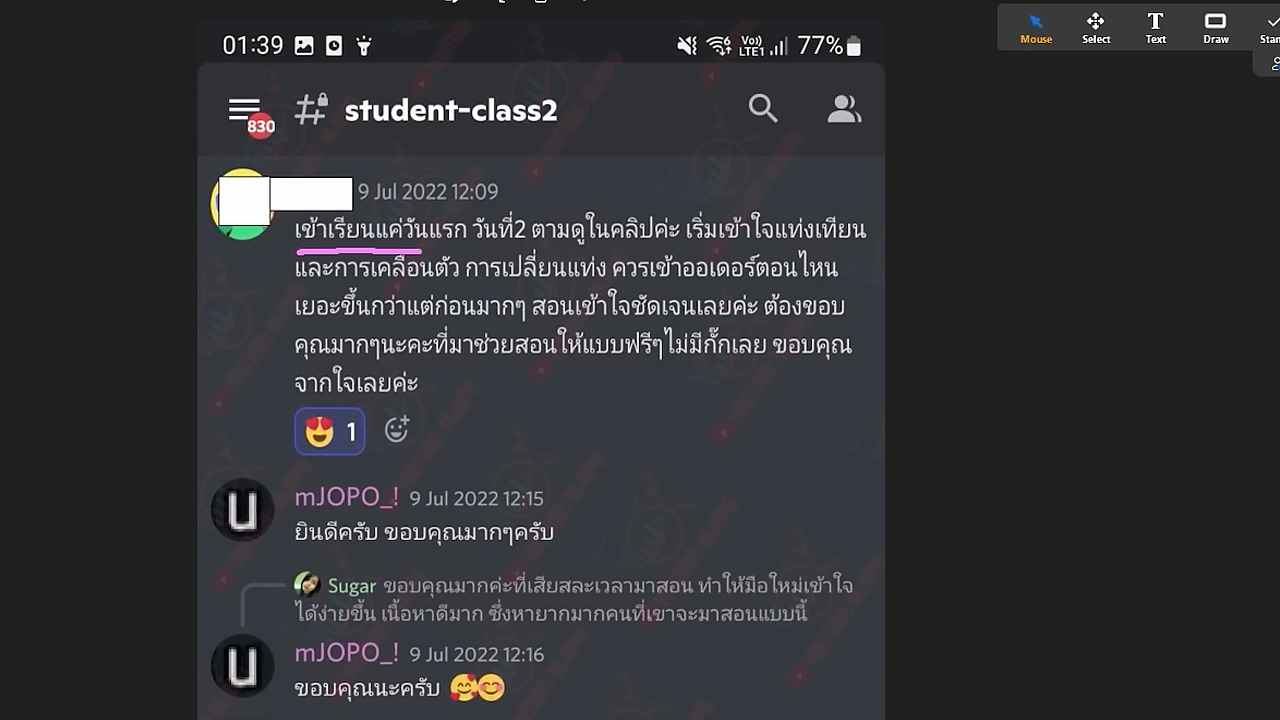 Mouse
Select
Text
Draw
01:39
Vo))
LTE1
77%
830
student-class2
9 Jul 2022 12:09
เข้าเรียนแค่วันแรก วันที่2 ตามดูในคลิปค่ะ เริ่มเข้าใจแท่งเทียน
และการเคลื่อนตัว การเปลี่ยนแท่ง ควรเข้าออเดอร์ตอนไหน
เยอะขึ้นกว่าแต่ก่อนมากๆ สอนเข้าใจชัดเจนเลยค่ะ ต้องขอบ
คุณมากๆนะคะที่มาช่วยสอนให้แบบฟรีๆไม่มีกั๊กเลย ขอบคุณ
จากใจเลยค่ะ
1
mJOPO_! 9 Jul 2022 12:15
ยินดีครับ ขอบคุณมากๆครับ
Sugar ขอบคุณมากค่ะที่เสียสละเวลามาสอน ทำให้มือใหม่เข้าใจ
ได้ง่ายขึ้น เนื้อหาดีมาก ซึ่งหายากมากคนที่เขาจะมาสอนแบบนี้
mJOPO_! 9 Jul 2022 12:16
ขอบคุณนะครับ